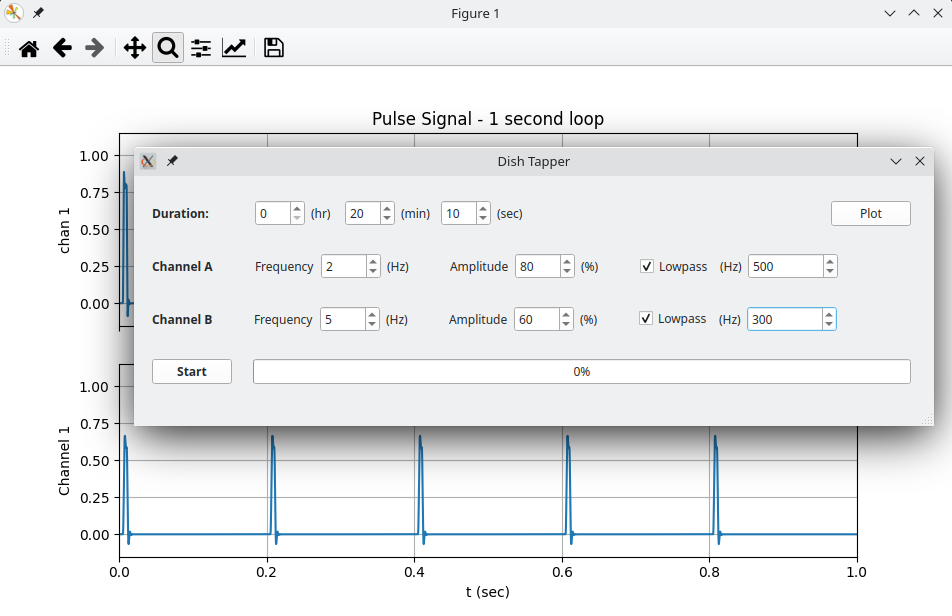 Figure 1
Pulse Signal - 1 second loop
1.00
0.75
0.50
0.25
0.00
chan 1
Dish Tapper
Duration: 0 (hr) 20 (min) 10 (sec) Plot
Channel A Frequency 2 (Hz) Amplitude 80 (%) Lowpass (Hz) 500
Channel B Frequency 5 (Hz) Amplitude 60 (%) Lowpass (Hz) 300
Start 0%
1.00
0.75
0.50
0.25
0.00
Channel 1
0.0 0.2 0.4 0.6 0.8 1.0
t (sec)